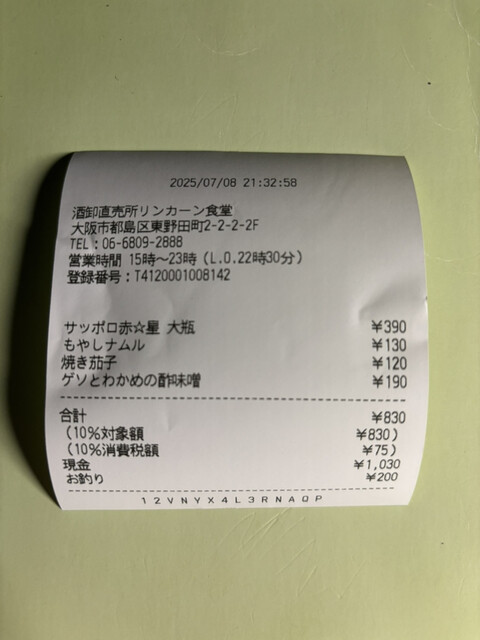 2025/07/08 21:32:58
酒卸直売所リンカーン食堂
大阪市都島区東野田町2-2-2-2F
TEL:06-6809-2888
営業時間 15時～23時(L.O.22時30分)
登録番号:T4120001008142
サッポロ赤☆星 大瓶 ¥390
もやしナムル ¥130
焼き茄子 ¥120
ゲソとわかめの酢味噌 ¥190
合計 ¥830
(10%対象額 ¥830)
(10%消費税額 ¥75)
現金 ¥1,030
お釣り ¥200
12VNYX4L3RNAQP